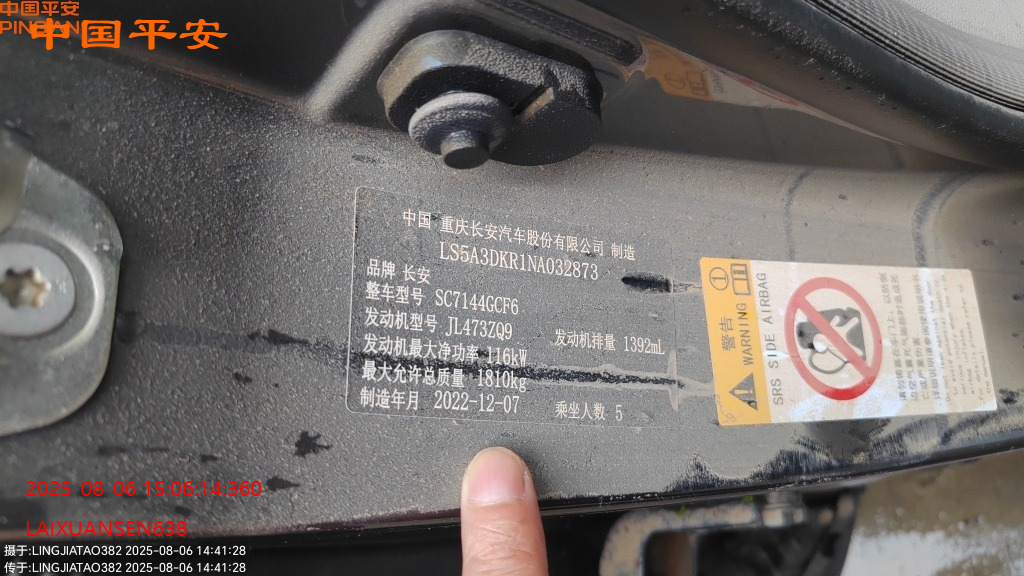 中国平安
PINGAN
中国平安
中国 重庆长安汽车股份有限公司 制造
LS5A3DKR1NA032873
品牌 长安
整车型号 SC7144GCF6
发动机型号 JL473ZQ9
发动机排量 1392mL
发动机最大净功率 116kW
最大允许总质量 1810kg
制造年月 2022-12-07
乘坐人数 5
警告
WARNING
SRS SIDE AIRBAG
2025-08-06 15:06:14:360
LAIXUANSEN638
摄于:LINGJIATAO382 2025-08-06 14:41:28
传于:LINGJIATAO382 2025-08-06 14:41:28